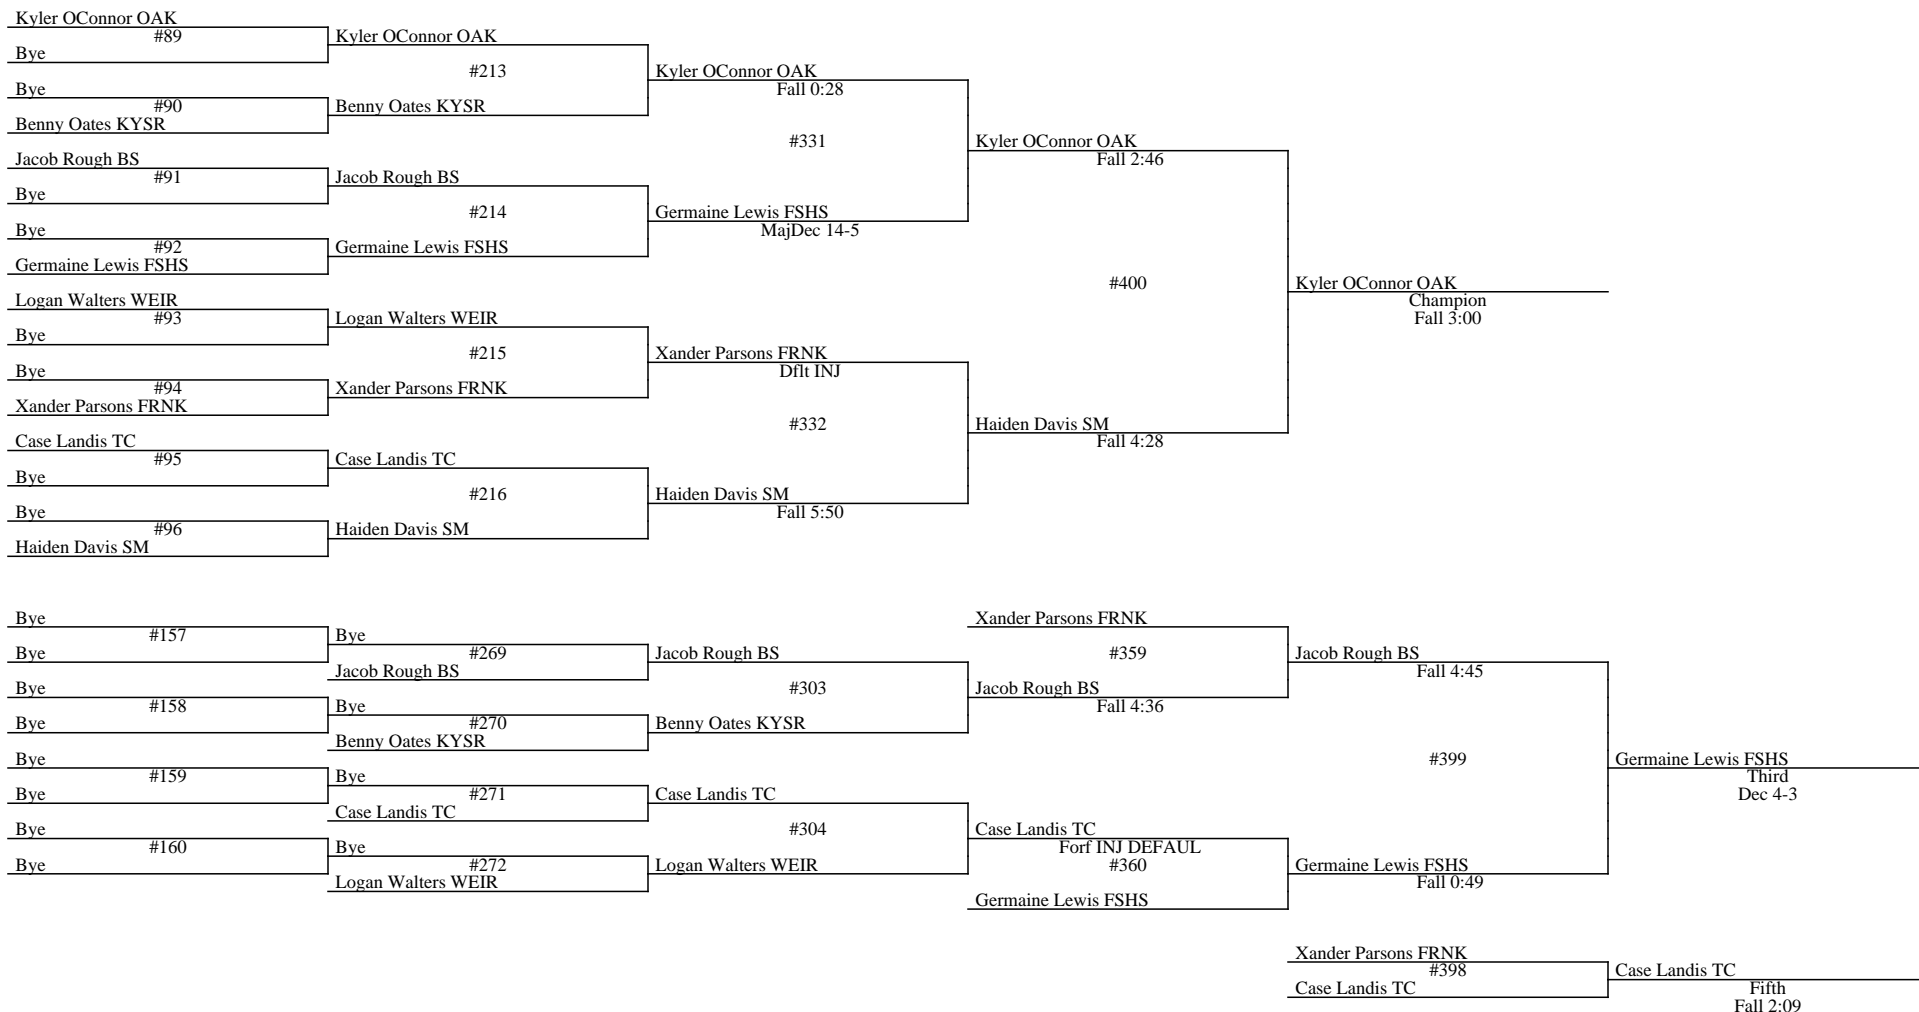 Kyler OConnor OAK
#89
Bye
Kyler OConnor OAK
#213
Bye
#90
Benny Oates KYSR
Benny Oates KYSR
Kyler OConnor OAK
Fall 0:28
#331
Jacob Rough BS
#91
Bye
Jacob Rough BS
#214
Bye
#92
Germaine Lewis FSHS
Germaine Lewis FSHS
Germaine Lewis FSHS
MajDec 14-5
Kyler OConnor OAK
Fall 2:46
#400
Logan Walters WEIR
#93
Bye
Logan Walters WEIR
#215
Bye
#94
Xander Parsons FRNK
Xander Parsons FRNK
Xander Parsons FRNK
Dflt INJ
#332
Case Landis TC
#95
Bye
Case Landis TC
#216
Bye
#96
Haiden Davis SM
Haiden Davis SM
Haiden Davis SM
Fall 5:50
Haiden Davis SM
Fall 4:28
Kyler OConnor OAK
Champion
Fall 3:00
Bye
#157
Bye
Bye
#269
Jacob Rough BS
Jacob Rough BS
#303
Bye
#158
Bye
Bye
#270
Benny Oates KYSR
Benny Oates KYSR
Xander Parsons FRNK
#359
Jacob Rough BS
Fall 4:36
Jacob Rough BS
Fall 4:45
#399
Bye
#159
Bye
Bye
#271
Case Landis TC
Case Landis TC
#304
Bye
#160
Bye
Bye
#272
Logan Walters WEIR
Logan Walters WEIR
Case Landis TC
Forf INJ DEFAUL
#360
Germaine Lewis FSHS
Germaine Lewis FSHS
Fall 0:49
Germaine Lewis FSHS
Third
Dec 4-3
Xander Parsons FRNK
#398
Case Landis TC
Case Landis TC
Fifth
Fall 2:09